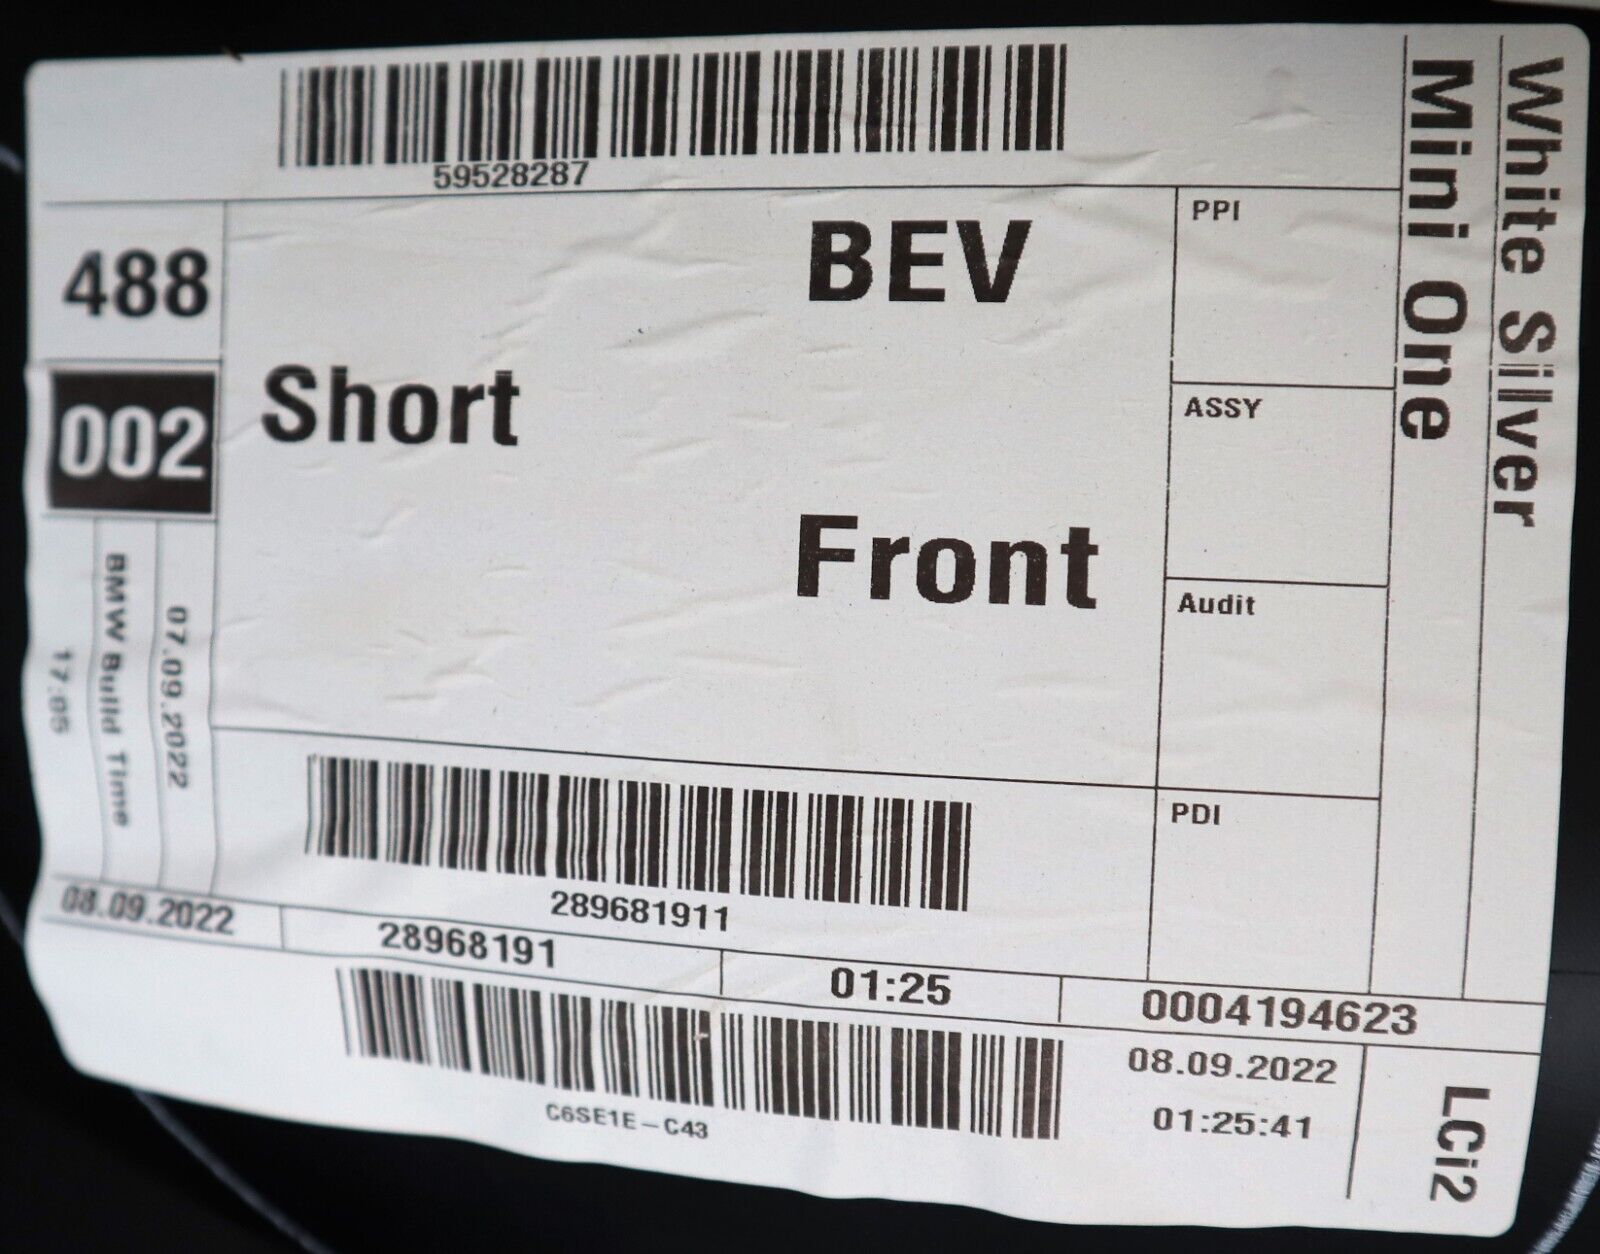 59528287
White Silver
Mini One
488
002
BEV
Short
Front
PPI
ASSY
Audit
PDI
07.09.2022
BMW Build Time
17:05
289681911
08.09.2022
28968191
01:25
0004194623
C6SE1E-C43
08.09.2022
01:25:41
LCi2